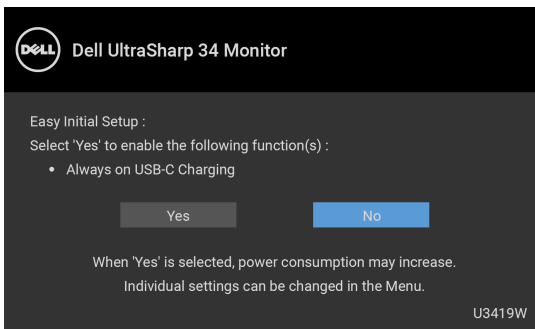 DELL
Dell UltraSharp 34 Monitor
Easy Initial Setup :
Select 'Yes' to enable the following function(s) :
• Always on USB-C Charging
Yes
No
When 'Yes' is selected, power consumption may increase.
Individual settings can be changed in the Menu.
U3419W